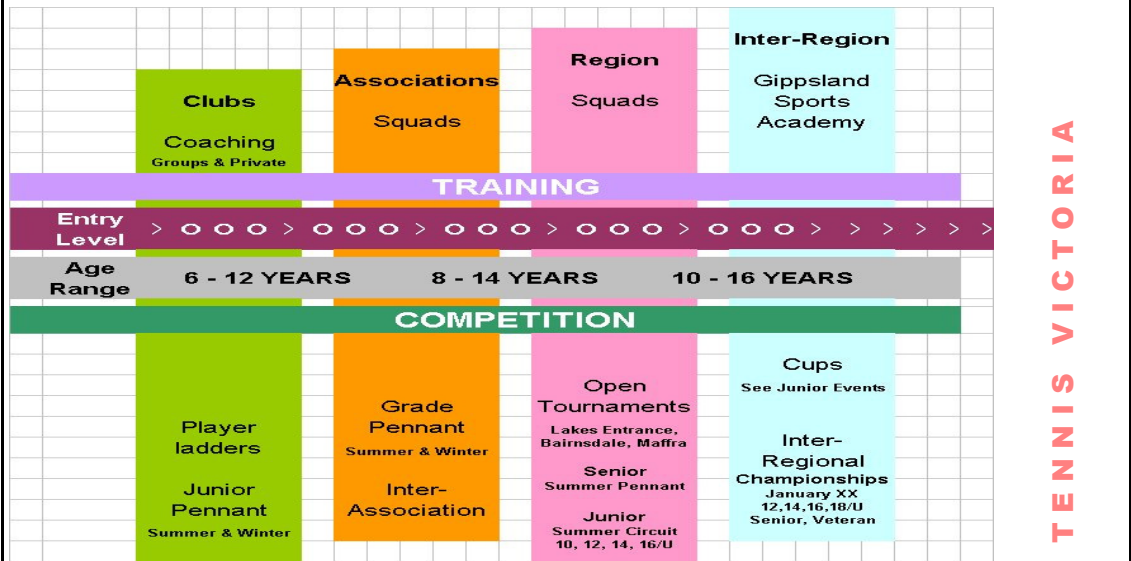 Clubs
Coaching
Groups & Private
Associations
Squads
Region
Squads
Inter-Region
Gippsland
Sports
Academy
TRAINING
Entry
Level
> O O O > O O O > O O O > O O O > O O O > > > > > >
Age
Range
6 - 12 YEARS
8 - 14 YEARS
10 - 16 YEARS
COMPETITION
Player
ladders
Junior
Pennant
Summer & Winter
Grade
Pennant
Summer & Winter
Inter-
Association
Open
Tournaments
Lakes Entrance,
Bairnsdale, Maffra
Senior
Summer Pennant
Junior
Summer Circuit
10, 12, 14, 16/U
Cups
See Junior Events
Inter-
Regional
Championships
January XX
12,14,16,18/U
Senior, Veteran
TENNIS VICTORIA